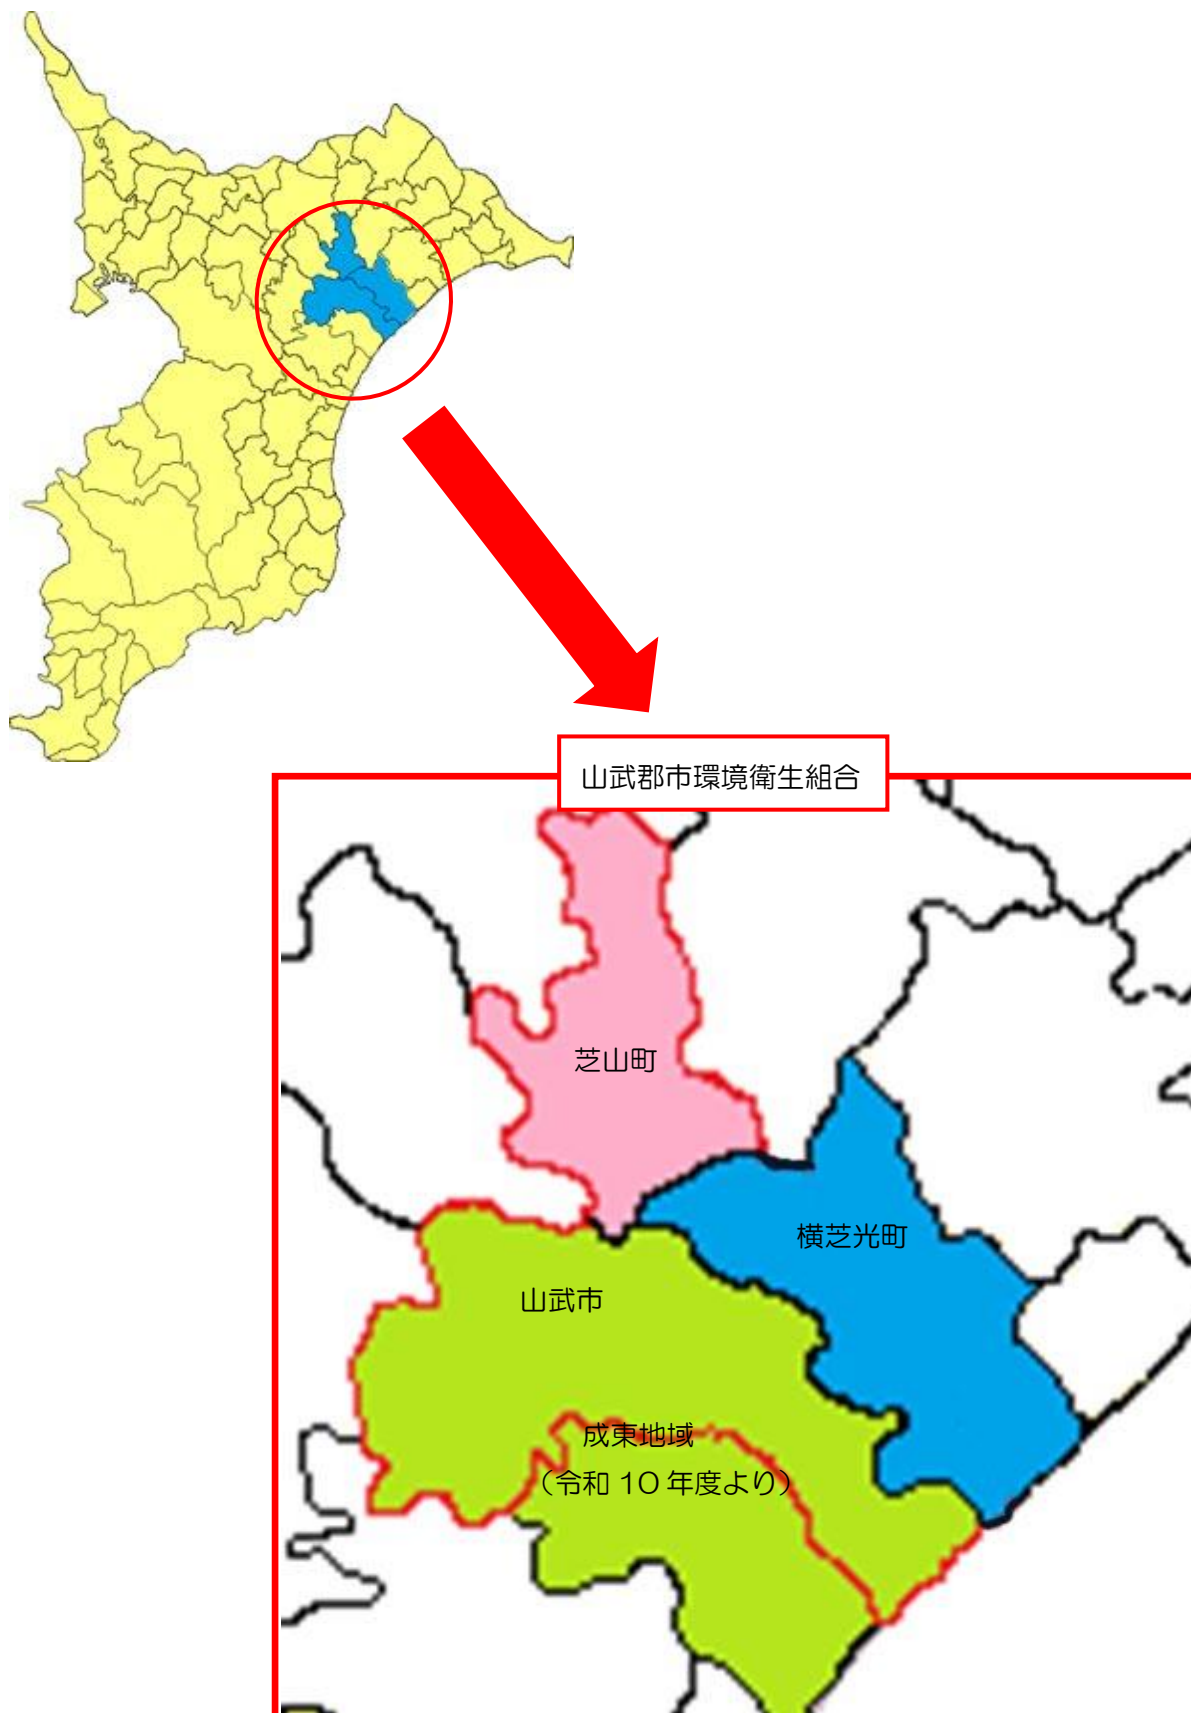 山武郡市環境衛生組合
芝山町
横芝光町
山武市
成東地域
（令和 10 年度より）